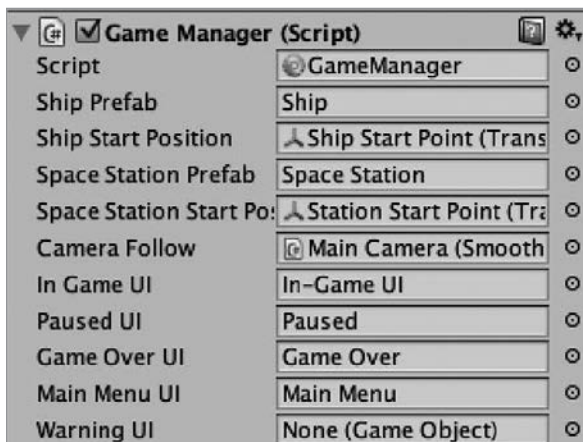 Game Manager (Script)
Script GameManager
Ship Prefab Ship
Ship Start Position Ship Start Point (Trans
Space Station Prefab Space Station
Space Station Start Po: Station Start Point (Tra
Camera Follow Main Camera (Smooth
In Game UI In-Game UI
Paused UI Paused
Game Over UI Game Over
Main Menu UI Main Menu
Warning UI None (Game Object)